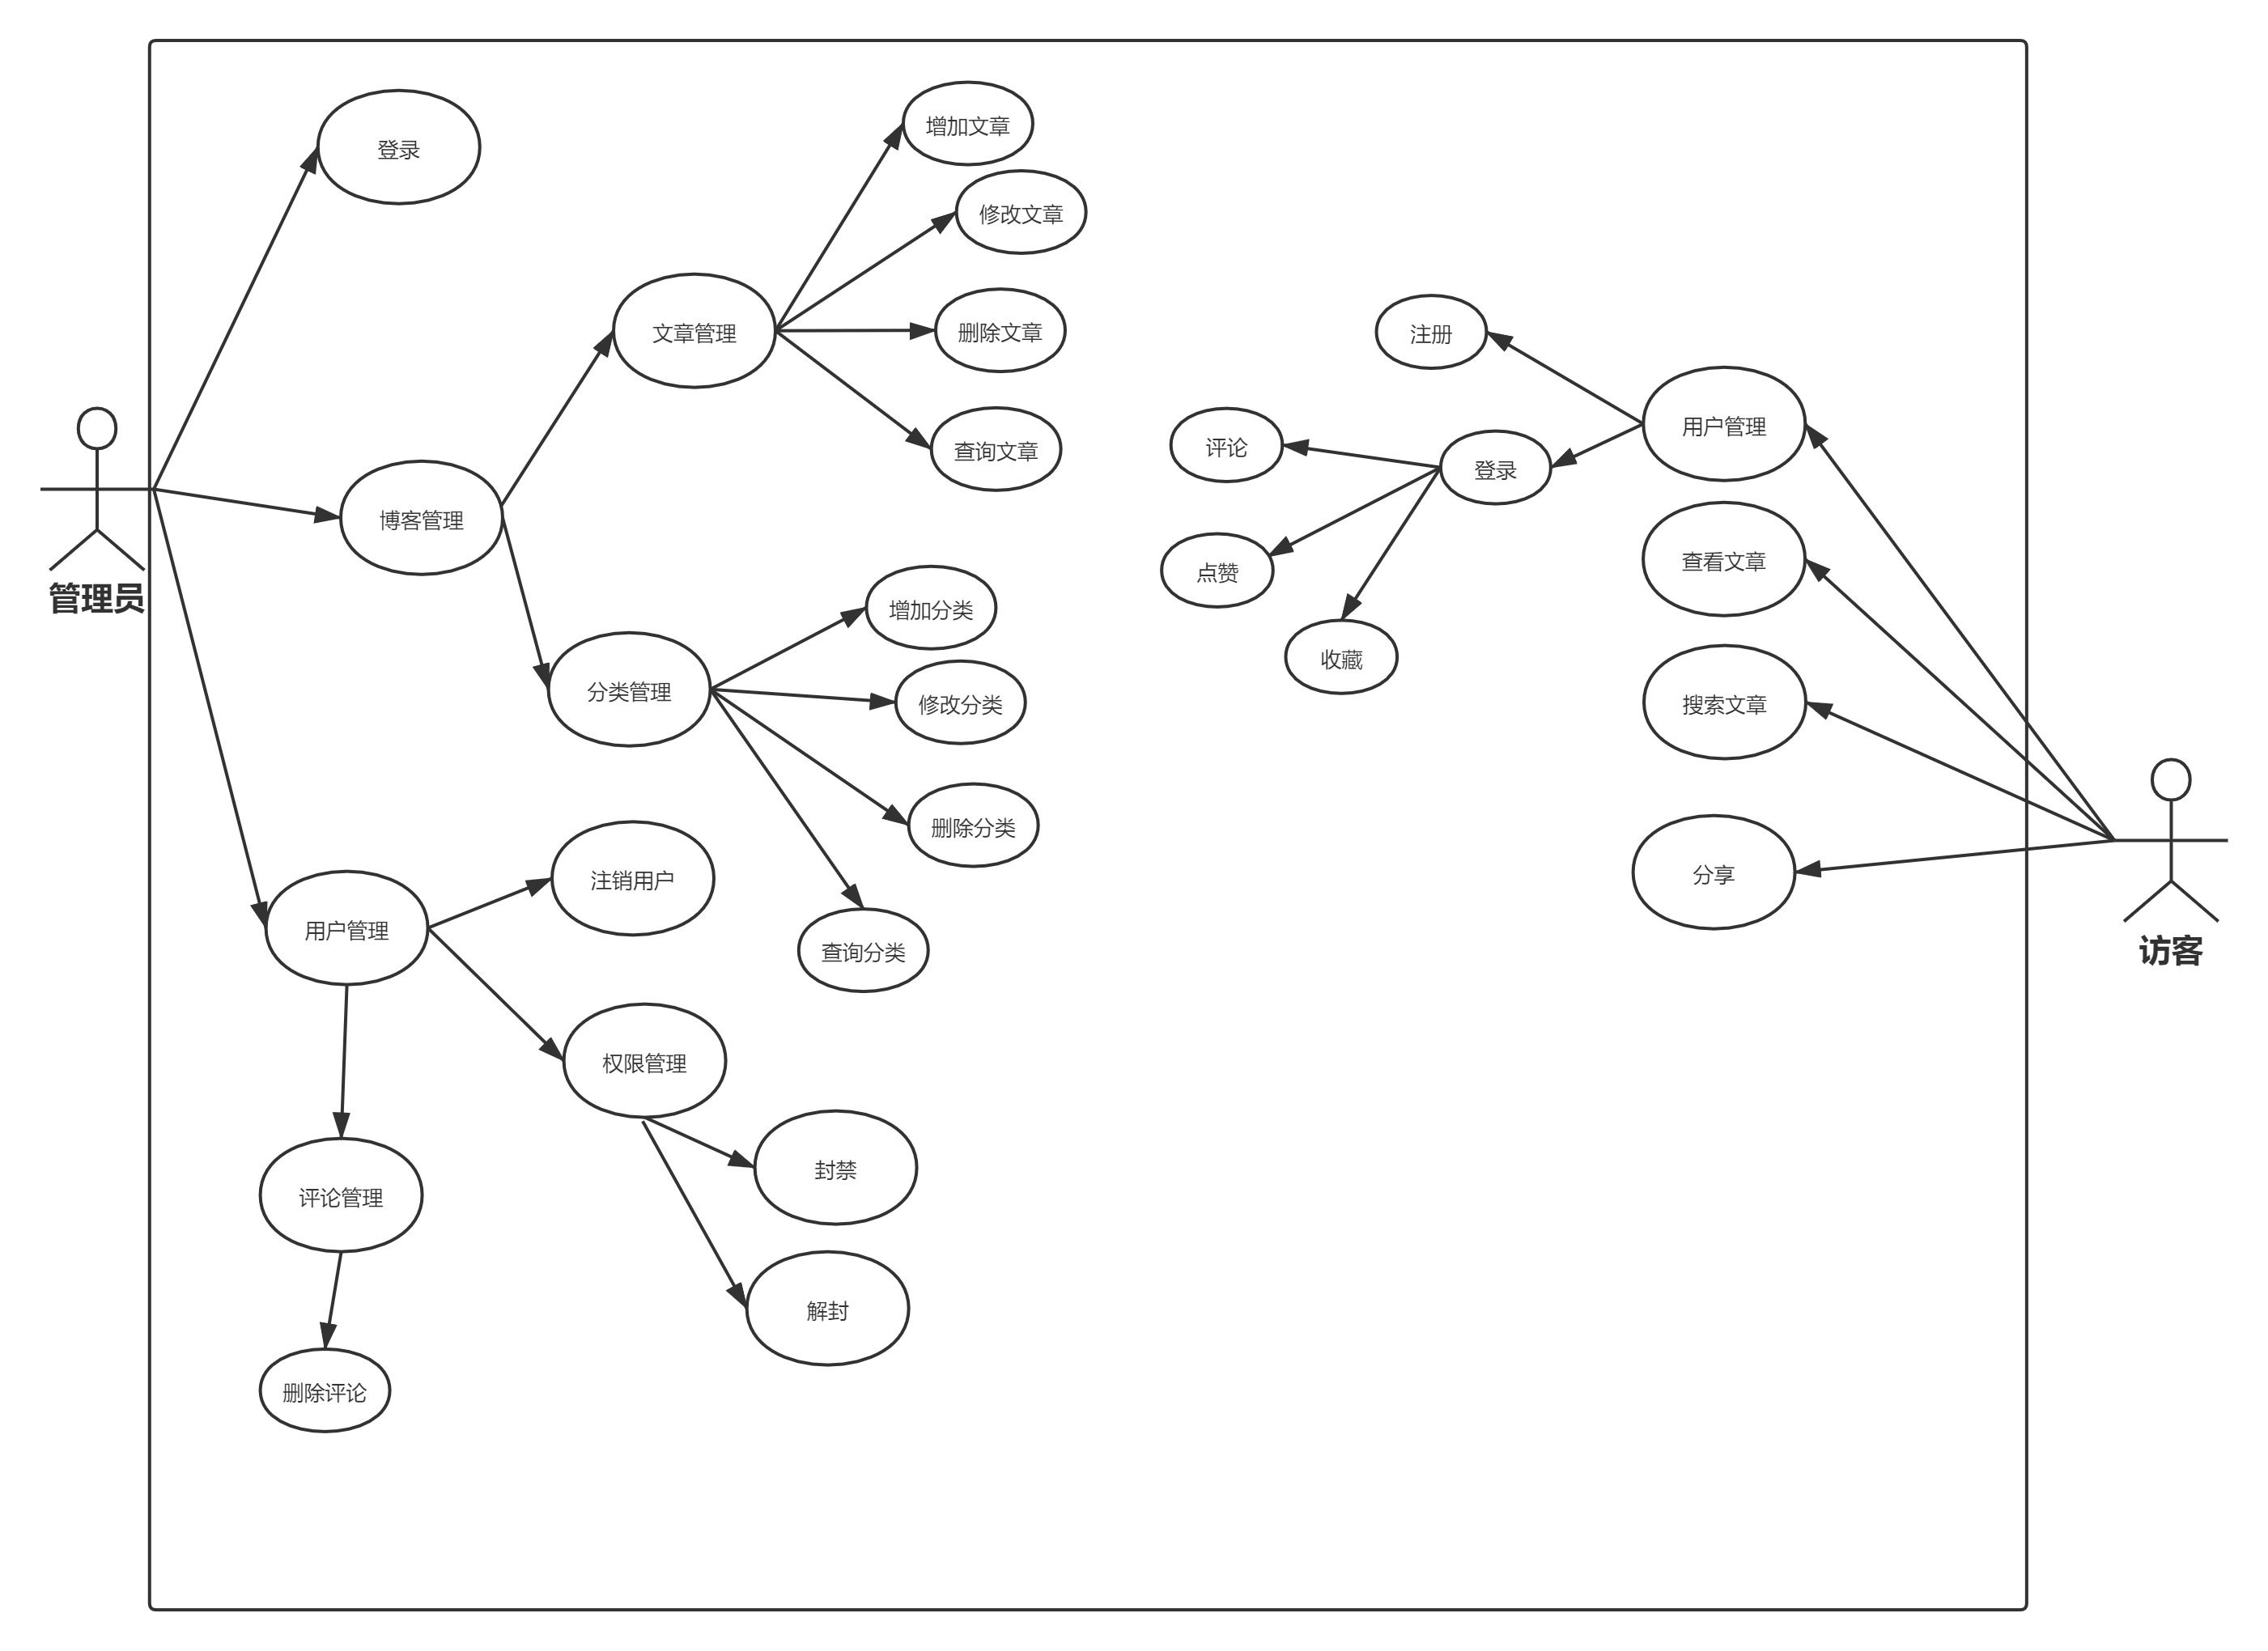 登录
增加文章
修改文章
文章管理
删除文章
查询文章
博客管理
管理员
增加分类
分类管理
修改分类
删除分类
查询分类
注销用户
用户管理
权限管理
封禁
评论管理
解封
删除评论
注册
用户管理
评论
登录
点赞
收藏
查看文章
搜索文章
分享
访客